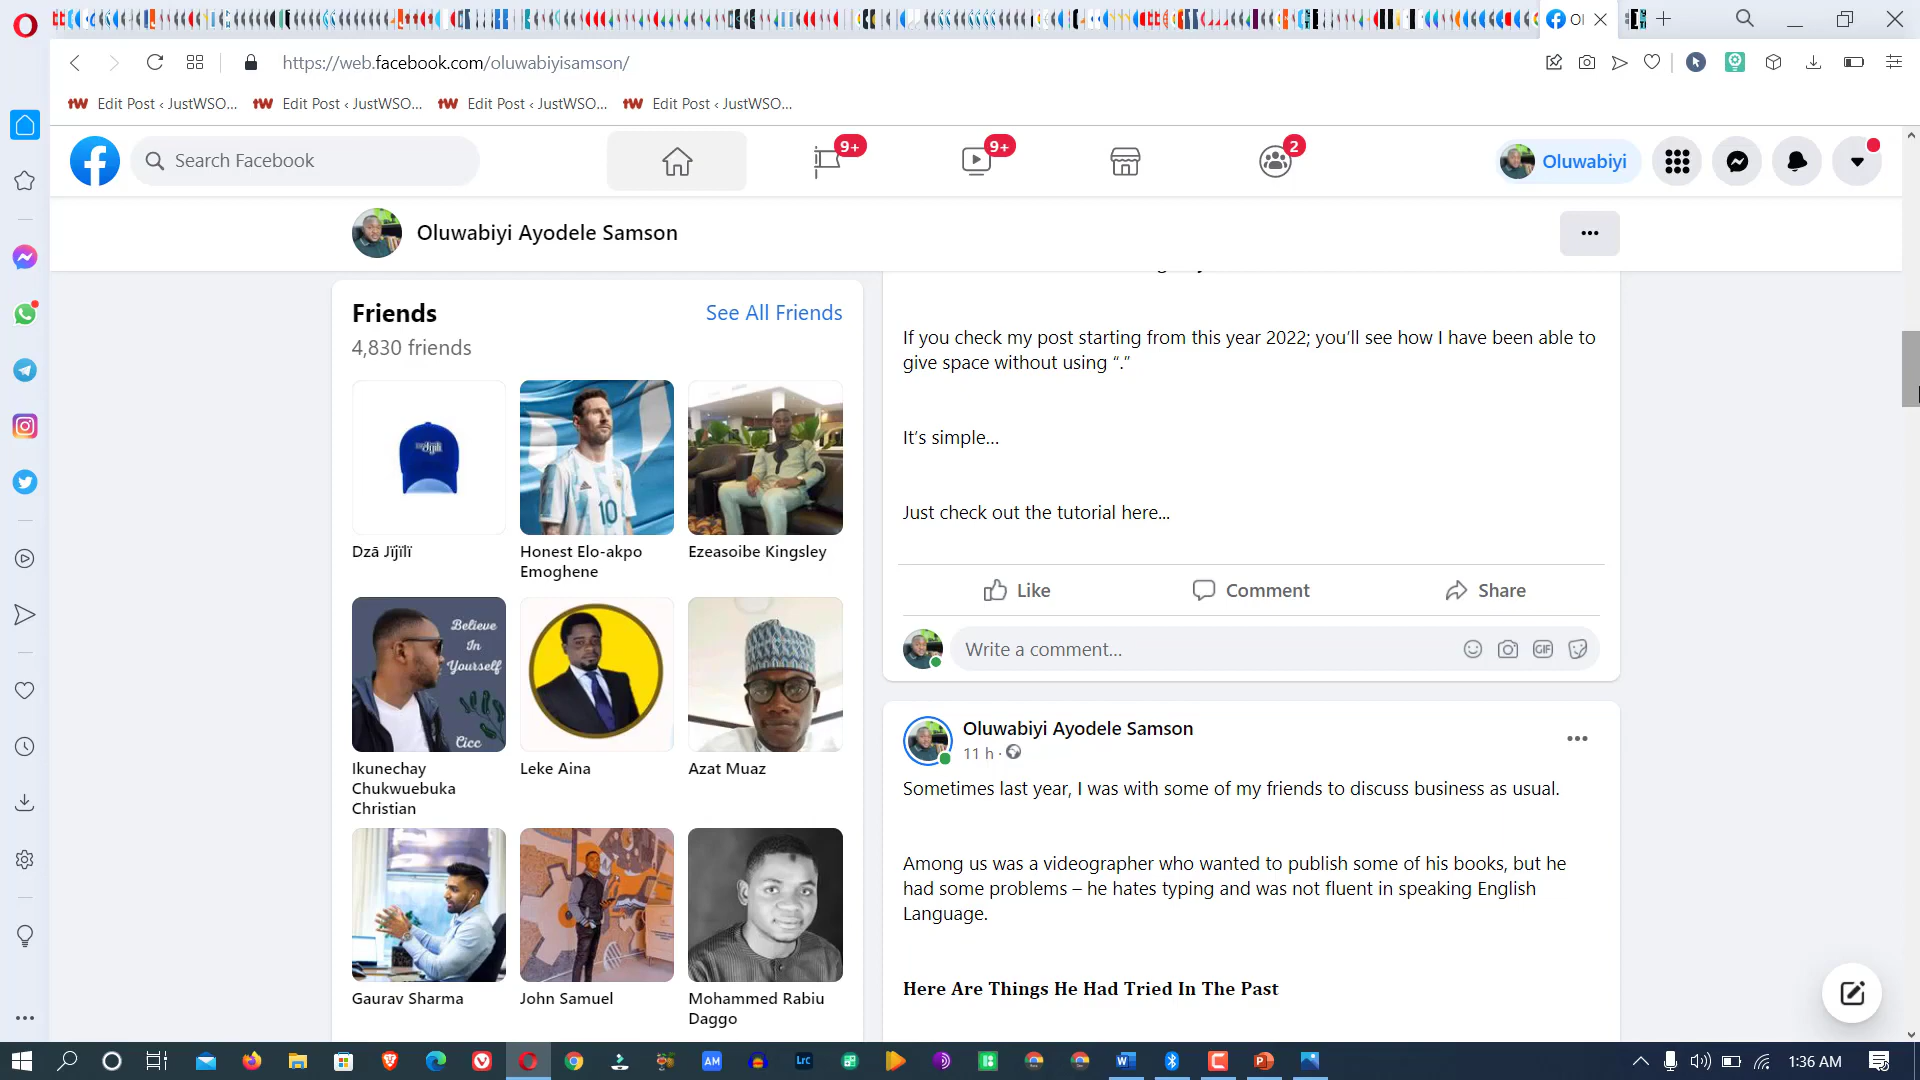 Ol
https://web.facebook.com/oluwabiyisamson/
Edit Post ‹ JustWSO...
Edit Post ‹ JustWSO...
Edit Post ‹ JustWSO...
Edit Post ‹ JustWSO...
Search Facebook
9+
9+
2
Oluwabiyi
Oluwabiyi Ayodele Samson
Friends
See All Friends
4,830 friends
Dzā Jïjïlï
Honest Elo-akpo
Emoghene
Ezeasoibe Kingsley
10
Believe
In
Yourself
Cicc
Ikunechay
Chukwuebuka
Christian
Leke Aina
Azat Muaz
Gaurav Sharma
John Samuel
Mohammed Rabiu
Daggo
If you check my post starting from this year 2022; you’ll see how I have been able to
give space without using “.”
It’s simple...
Just check out the tutorial here...
Like
Comment
Share
Write a comment...
GIF
Oluwabiyi Ayodele Samson
11 h ·
Sometimes last year, I was with some of my friends to discuss business as usual.
Among us was a videographer who wanted to publish some of his books, but he
had some problems – he hates typing and was not fluent in speaking English
Language.
Here Are Things He Had Tried In The Past
AM
Lrc
1:36 AM